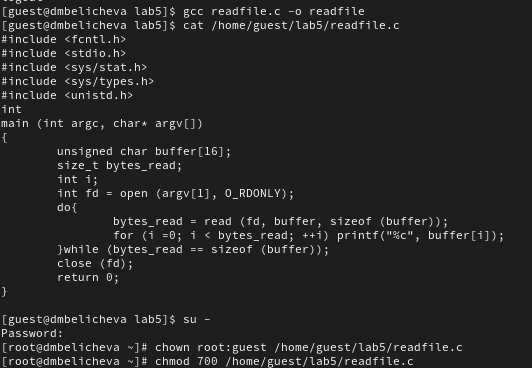 [guest@dmbelicheva lab5]$ gcc readfile.c -o readfile
[guest@dmbelicheva lab5]$ cat /home/guest/lab5/readfile.c
#include <fcntl.h>
#include <stdio.h>
#include <sys/stat.h>
#include <sys/types.h>
#include <unistd.h>
int
main (int argc, char* argv[])
{
        unsigned char buffer[16];
        size_t bytes_read;
        int i;
        int fd = open (argv[1], O_RDONLY);
        do{
                bytes_read = read (fd, buffer, sizeof (buffer));
                for (i =0; i < bytes_read; ++i) printf("%c", buffer[i]);
        }while (bytes_read == sizeof (buffer));
        close (fd);
        return 0;
}
[guest@dmbelicheva lab5]$ su -
Password:
[root@dmbelicheva ~]# chown root:guest /home/guest/lab5/readfile.c
[root@dmbelicheva ~]# chmod 700 /home/guest/lab5/readfile.c